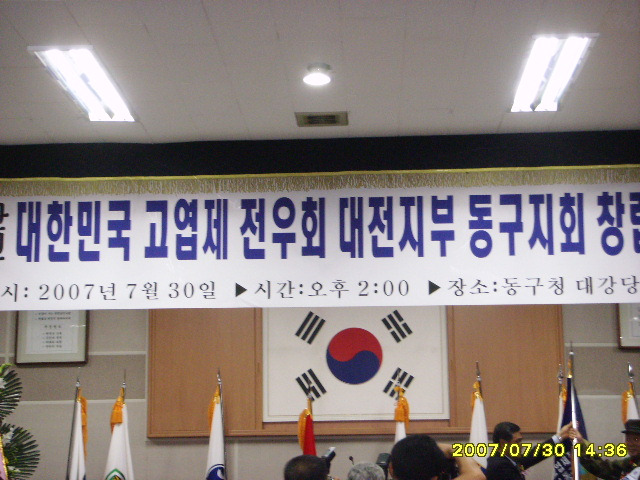 대한민국 고엽제 전우회 대전지부 동구지회 창립
시: 2007년 7월 30일 ▶시간:오후 2:00 ▶장소:동구청 대강당
2007/07/30 14:36